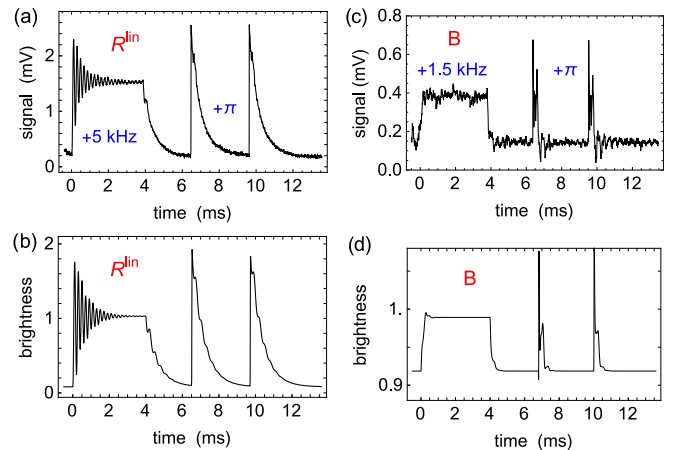 (a)
R^lin
signal (mV)
2
1
0
+5 kHz
+π
0 2 4 6 8 10 12
time (ms)
(c)
B
signal (mV)
0.8
0.6
0.4
0.2
0.0
+1.5 kHz
+π
0 2 4 6 8 10 12
time (ms)
(b)
R^lin
brightness
2
1
0
0 2 4 6 8 10 12
time (ms)
(d)
B
brightness
1.
0.9
0 2 4 6 8 10 12
time (ms)